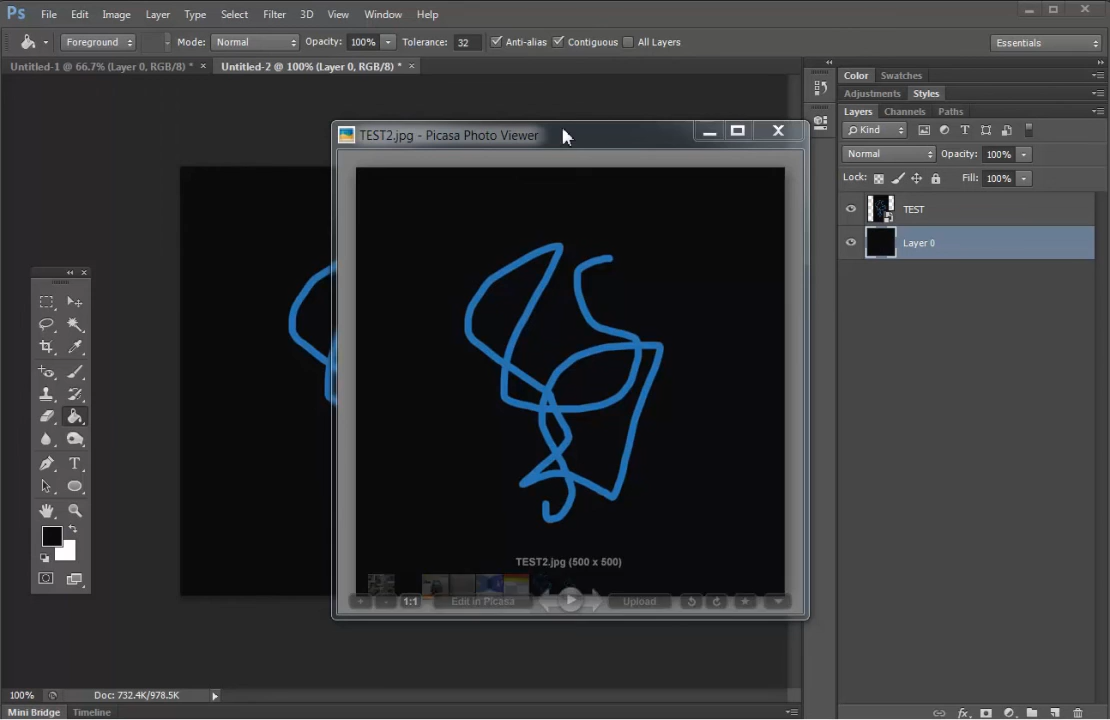 Ps File Edit Image Layer Type Select Filter 3D View Window Help
Foreground Mode: Normal Opacity: 100% Tolerance: 32 Anti-alias Contiguous All Layers Essentials
Untitled-1 @ 66.7% (Layer 0, RGB/8) * × Untitled-2 @ 100% (Layer 0, RGB/8) * ×
Color Swatches
Adjustments Styles
Layers Channels Paths
Kind
Normal Opacity: 100%
Lock: Fill: 100%
TEST
Layer 0
TEST2.jpg - Picasa Photo Viewer
TEST2.jpg (500 x 500)
+ - 1:1 Edit in Picasa Upload
100% Doc: 732.4K/978.5K
Mini Bridge Timeline